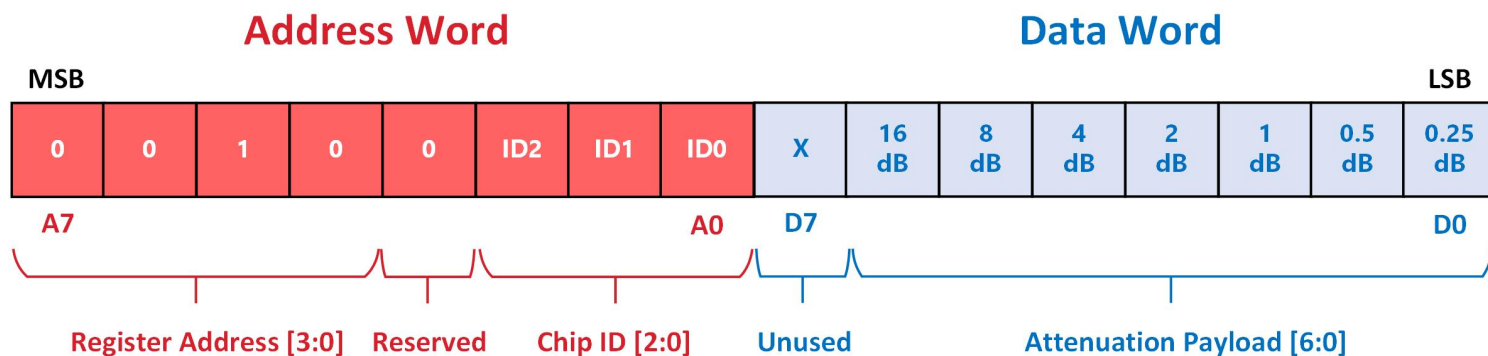 Address Word Data Word
MSB LSB
0 0 1 0 0 ID2 ID1 ID0 X 16 dB 8 dB 4 dB 2 dB 1 dB 0.5 dB 0.25 dB
A7 A0 D7 D0
Register Address [3:0] Reserved Chip ID [2:0] Unused Attenuation Payload [6:0]